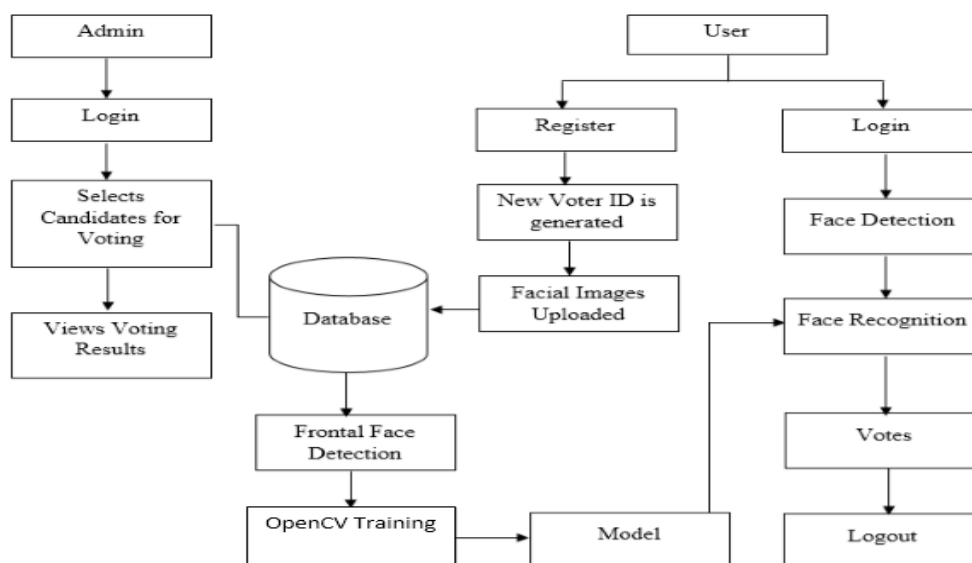 Admin
Login
Selects
Candidates for
Voting
Views Voting
Results
Database
Frontal Face
Detection
OpenCV Training
Model
User
Register
New Voter ID is
generated
Facial Images
Uploaded
Login
Face Detection
Face Recognition
Votes
Logout